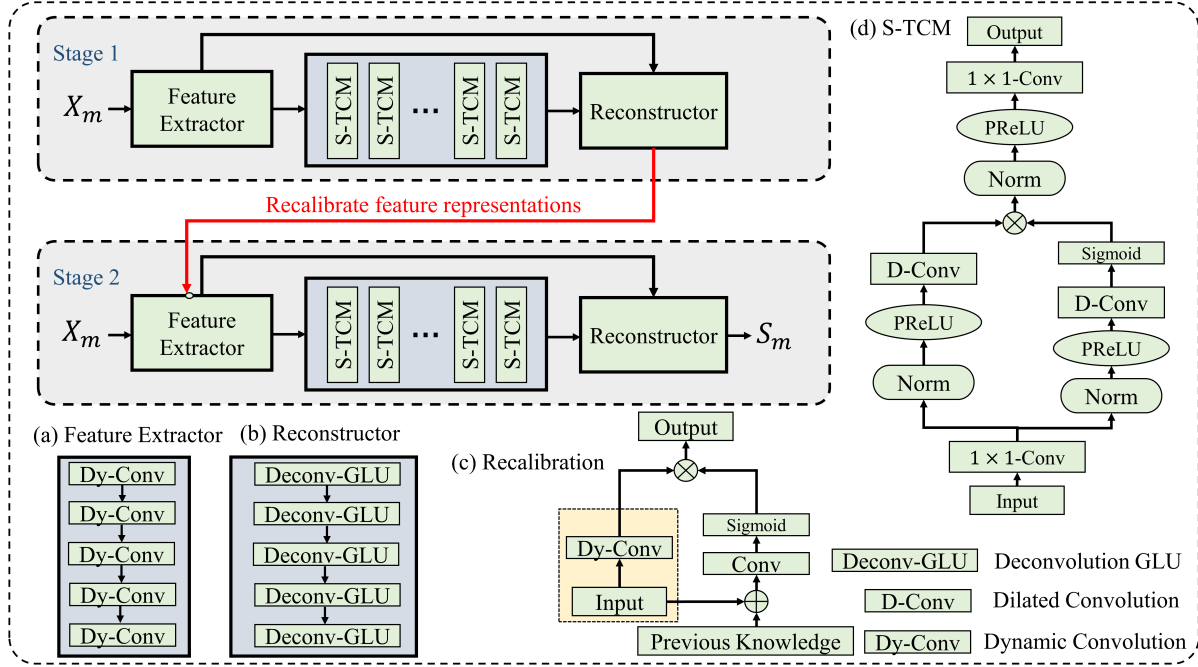 Stage 1
X_m
Feature
Extractor
S-TCM
S-TCM
...
S-TCM
S-TCM
Reconstructor
Recalibrate feature representations
Stage 2
X_m
Feature
Extractor
S-TCM
S-TCM
...
S-TCM
S-TCM
Reconstructor
S_m
(a) Feature Extractor
Dy-Conv
Dy-Conv
Dy-Conv
Dy-Conv
Dy-Conv
(b) Reconstructor
Deconv-GLU
Deconv-GLU
Deconv-GLU
Deconv-GLU
Deconv-GLU
(c) Recalibration
Output
Sigmoid
Dy-Conv
Conv
Input
Previous Knowledge
(d) S-TCM
Output
1 × 1-Conv
PReLU
Norm
D-Conv
Sigmoid
D-Conv
PReLU
PReLU
Norm
Norm
1 × 1-Conv
Input
Deconv-GLU Deconvolution GLU
D-Conv Dilated Convolution
Dy-Conv Dynamic Convolution